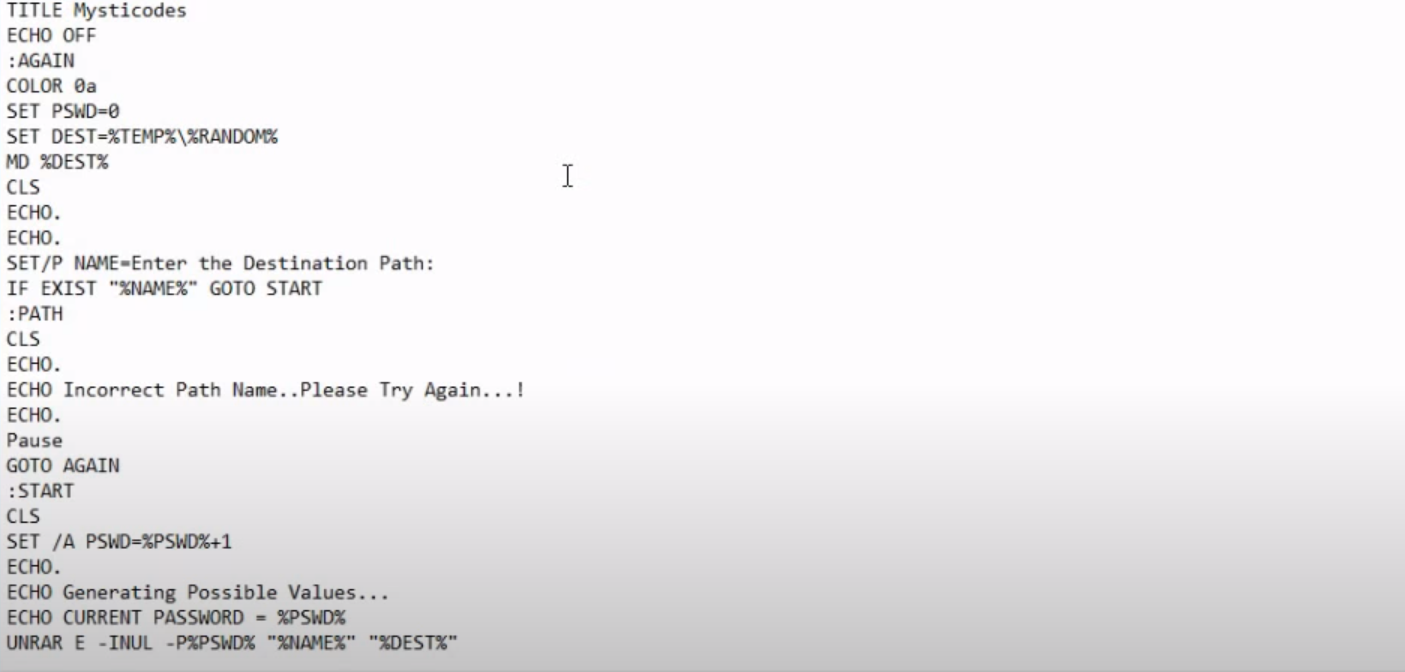 TITLE Mysticodes
ECHO OFF
:AGAIN
COLOR 0a
SET PSWD=0
SET DEST=%TEMP%\%RANDOM%
MD %DEST%
CLS
ECHO.
ECHO.
SET/P NAME=Enter the Destination Path:
IF EXIST "%NAME%" GOTO START
:PATH
CLS
ECHO.
ECHO Incorrect Path Name..Please Try Again...!
ECHO.
Pause
GOTO AGAIN
:START
CLS
SET /A PSWD=%PSWD%+1
ECHO.
ECHO Generating Possible Values...
ECHO CURRENT PASSWORD = %PSWD%
UNRAR E -INUL -P%PSWD% "%NAME%" "%DEST%"